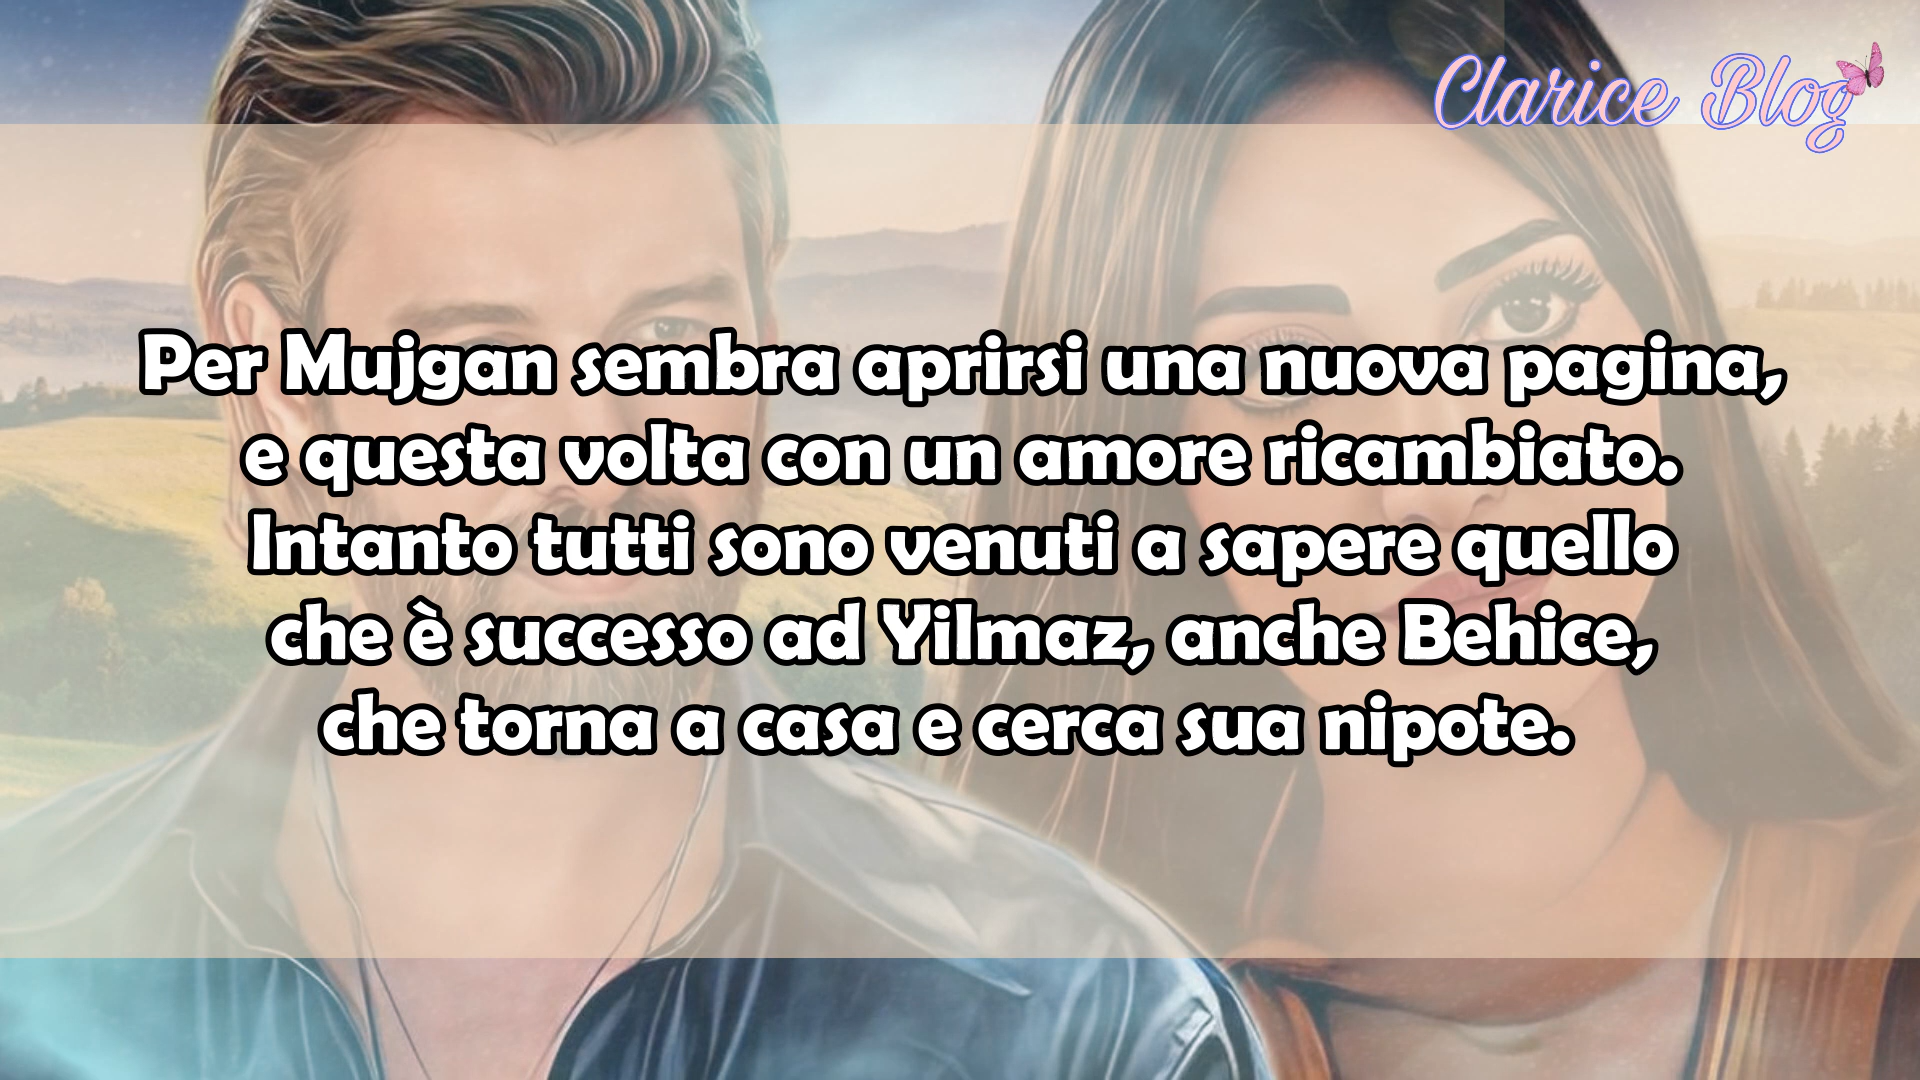 Clarice Blog
Per Mujgan sembra aprirsi una nuova pagina,
e questa volta con un amore ricambiato.
Intanto tutti sono venuti a sapere quello
che è successo ad Yilmaz, anche Behice,
che torna a casa e cerca sua nipote.